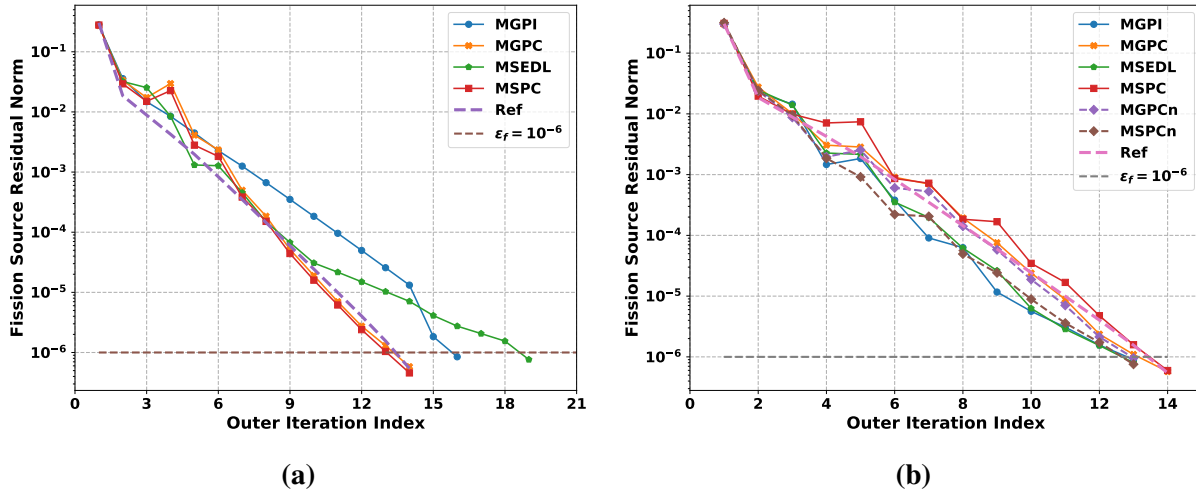 Fission Source Residual Norm
10⁻¹
10⁻²
10⁻³
10⁻⁴
10⁻⁵
10⁻⁶
0 3 6 9 12 15 18 21
Outer Iteration Index
MGPI
MGPC
MSEDL
MSPC
Ref
ε_f = 10⁻⁶
(a)
Fission Source Residual Norm
10⁻¹
10⁻²
10⁻³
10⁻⁴
10⁻⁵
10⁻⁶
0 2 4 6 8 10 12 14
Outer Iteration Index
MGPI
MGPC
MSEDL
MSPC
MGPCn
MSPCn
Ref
ε_f = 10⁻⁶
(b)